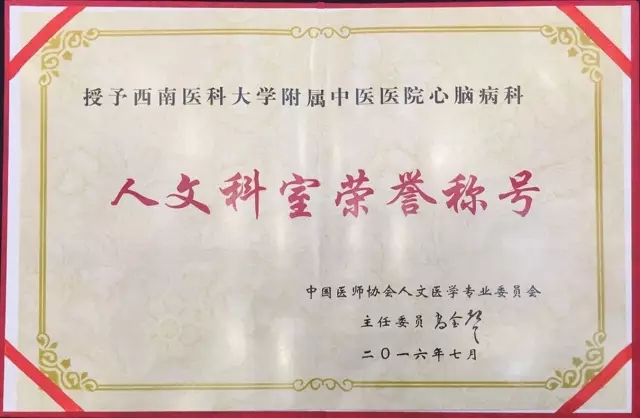 授予西南医科大学附属中医医院心脑病科
人文科室荣誉称号
中国医师协会人文医学专业委员会
主任委员
二〇一六年七月